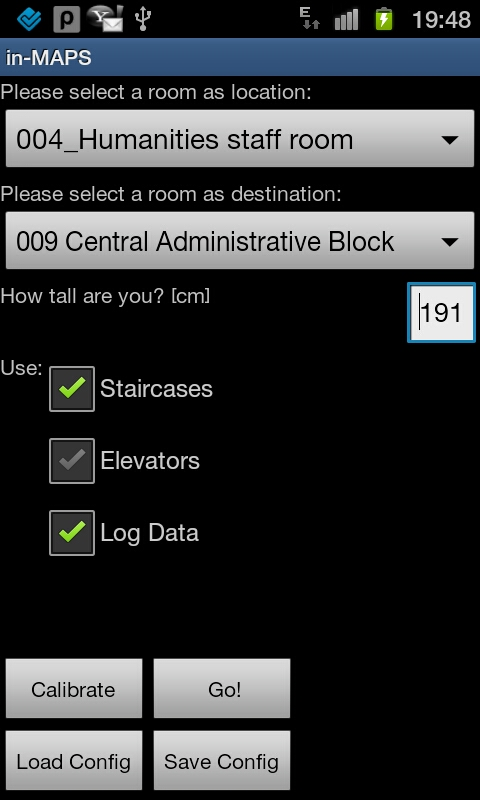 E 19:48
in-MAPS
Please select a room as location:
004_Humanities staff room
Please select a room as destination:
009 Central Administrative Block
How tall are you? [cm]
191
Use:
Staircases
Elevators
Log Data
Calibrate Go!
Load Config Save Config